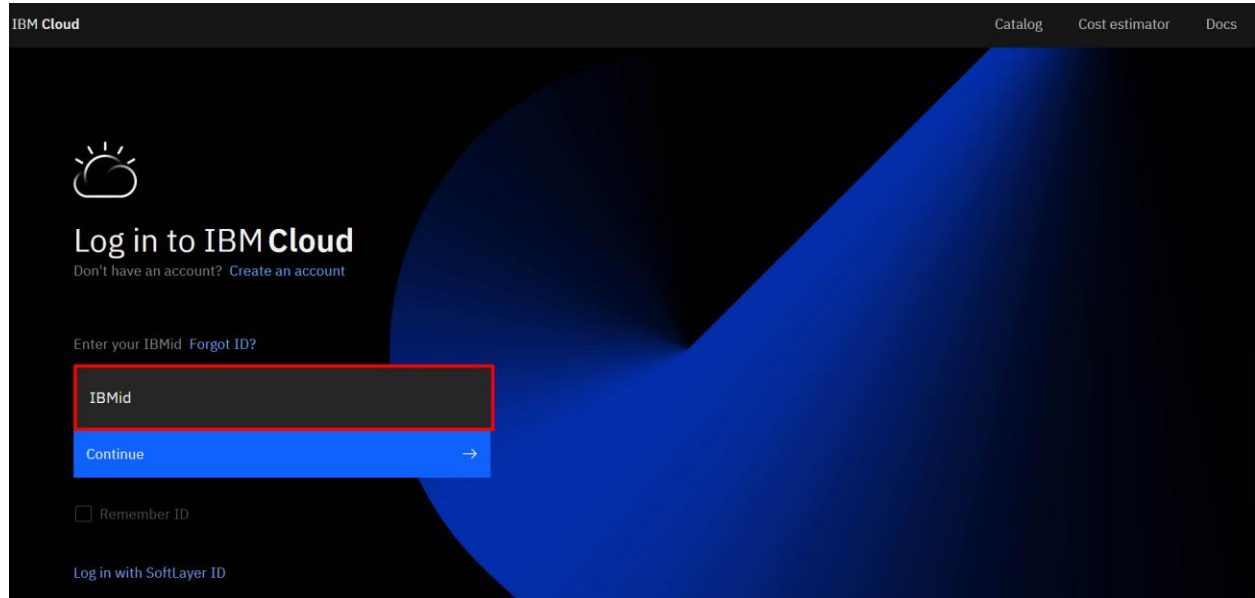 IBM Cloud Catalog Cost estimator Docs
Log in to IBM Cloud
Don't have an account? Create an account
Enter your IBMid Forgot ID?
IBMid
Continue →
Remember ID
Log in with SoftLayer ID